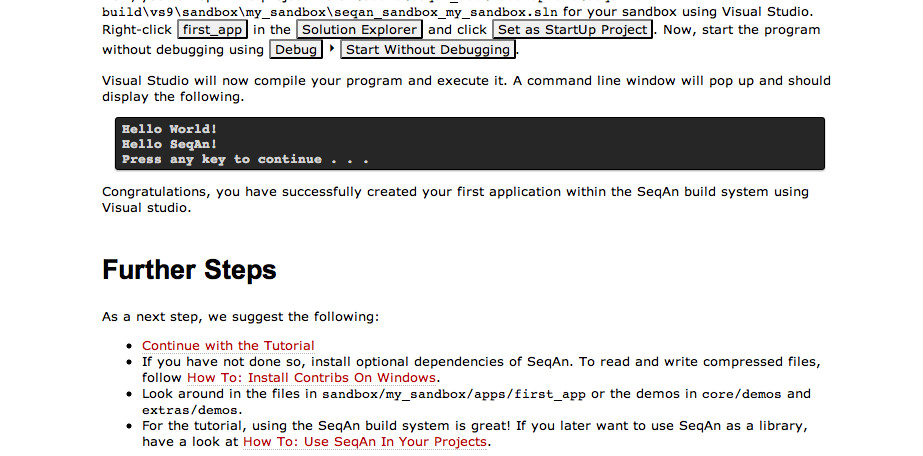 build\vs9\sandbox\my_sandbox\seqan_sandbox_my_sandbox.sln for your sandbox using Visual Studio.
Right-click first_app in the Solution Explorer and click Set as StartUp Project. Now, start the program
without debugging using Debug ‣ Start Without Debugging.
Visual Studio will now compile your program and execute it. A command line window will pop up and should
display the following.
Hello World!
Hello SeqAn!
Press any key to continue . . .
Congratulations, you have successfully created your first application within the SeqAn build system using
Visual studio.
Further Steps
As a next step, we suggest the following:
• Continue with the Tutorial
• If you have not done so, install optional dependencies of SeqAn. To read and write compressed files,
follow How To: Install Contribs On Windows.
• Look around in the files in sandbox/my_sandbox/apps/first_app or the demos in core/demos and
extras/demos.
• For the tutorial, using the SeqAn build system is great! If you later want to use SeqAn as a library,
have a look at How To: Use SeqAn In Your Projects.